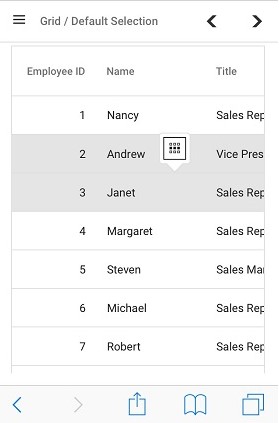 Grid / Default Selection
Employee ID Name Title
1 Nancy Sales Rep
2 Andrew Vice Pres
3 Janet Sales Rep
4 Margaret Sales Rep
5 Steven Sales Ma
6 Michael Sales Rep
7 Robert Sales Rep